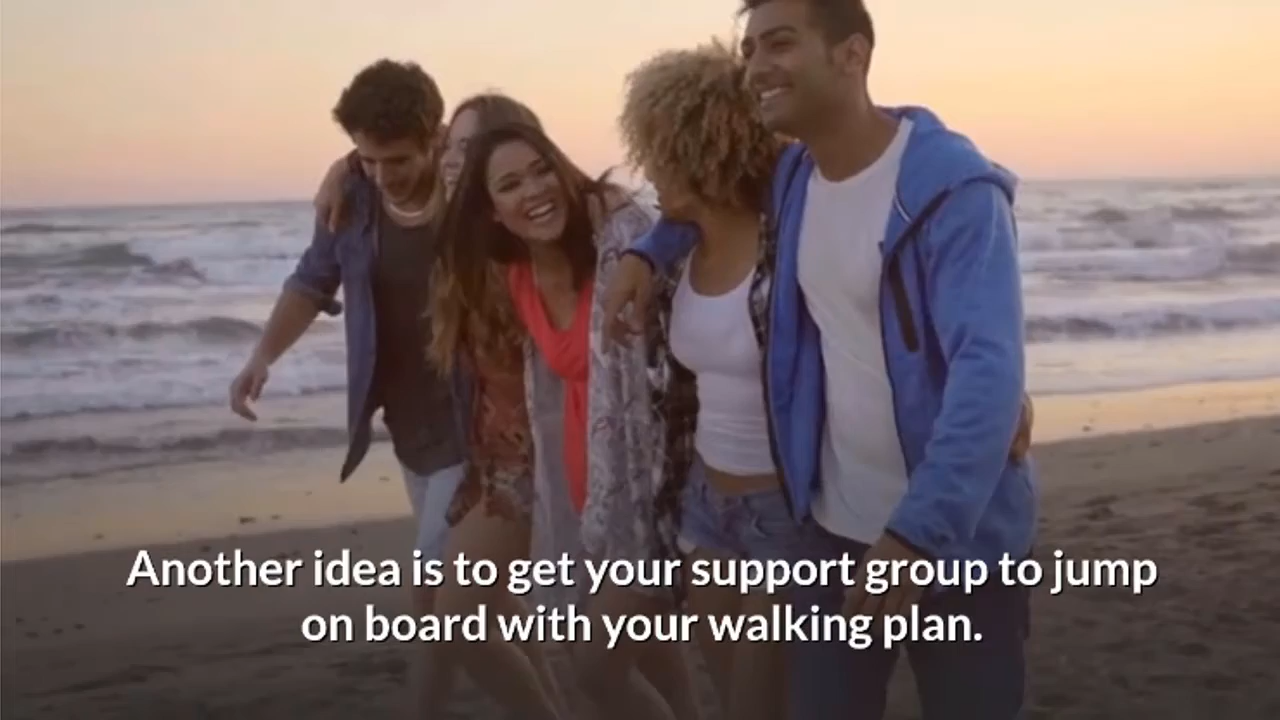 Another idea is to get your support group to jump
on board with your walking plan.